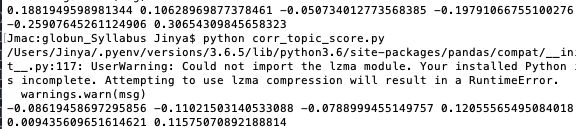 0.1881949598981344 0.10628969877378461 -0.050734012773568385 -0.19791066755100276
-0.25907645261124906 0.30654309845658323
Jmac:globun_Syllabus Jinya$ python corr_topic_score.py
/Users/Jinya/.pyenv/versions/3.6.5/lib/python3.6/site-packages/pandas/compat/__ini
t__.py:117: UserWarning: Could not import the lzma module. Your installed Python i
s incomplete. Attempting to use lzma compression will result in a RuntimeError.
  warnings.warn(msg)
-0.08619458697295856 -0.11021503140533088 -0.0788999455149757 0.12055565495084018
0.009435609651614621 0.11575070892188814